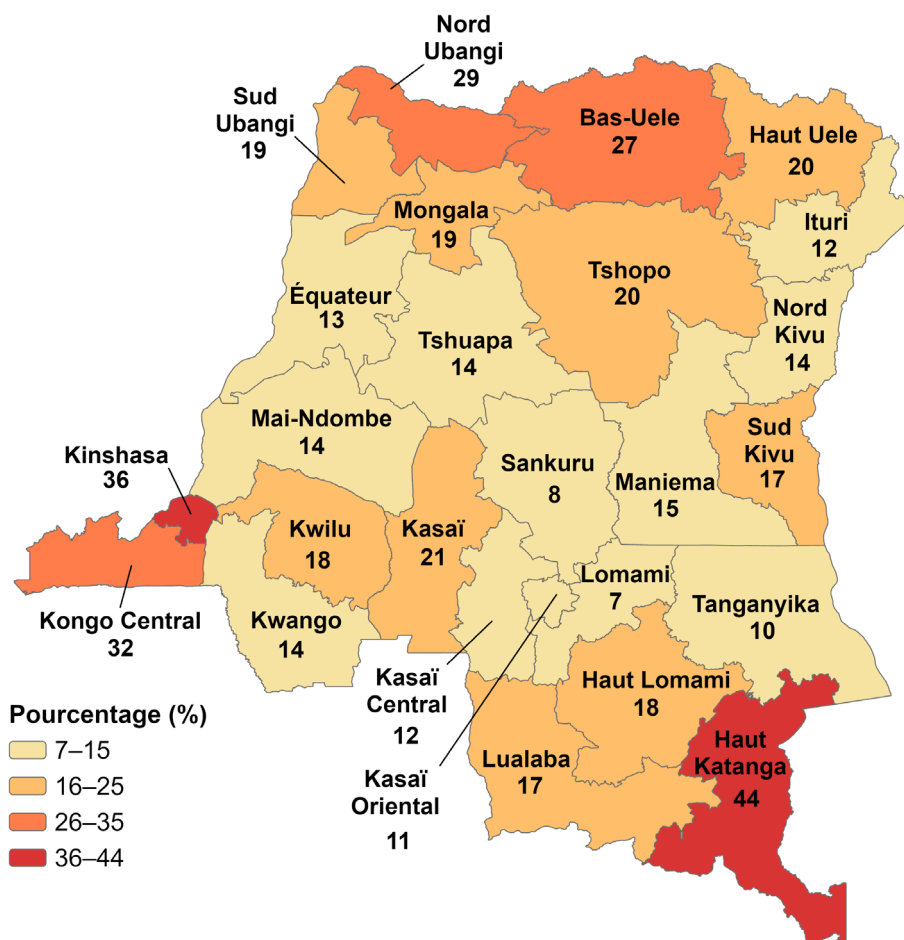 Nord
Ubangi
29
Sud
Ubangi
19
Bas-Uele
27
Haut Uele
20
Mongala
19
Ituri
12
Tshopo
20
Équateur
13
Nord
Kivu
14
Tshuapa
14
Mai-Ndombe
14
Sud
Kivu
17
Kinshasa
36
Sankuru
8
Maniema
15
Kwilu
18
Kasaï
21
Lomami
7
Tanganyika
10
Kongo Central
32
Kwango
14
Kasaï
Central
12
Haut Lomami
18
Pourcentage (%)
7–15
16–25
26–35
36–44
Lualaba
17
Haut
Katanga
44
Kasaï
Oriental
11